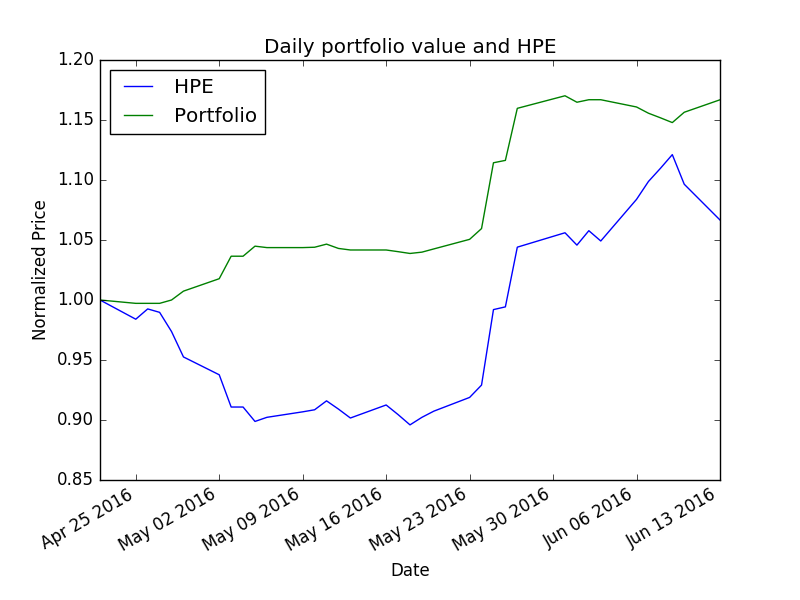 Daily portfolio value and HPE
1.20
1.15
1.10
1.05
1.00
0.95
0.90
0.85
Normalized Price
HPE
Portfolio
Apr 25 2016
May 02 2016
May 09 2016
May 16 2016
May 23 2016
May 30 2016
Jun 06 2016
Jun 13 2016
Date